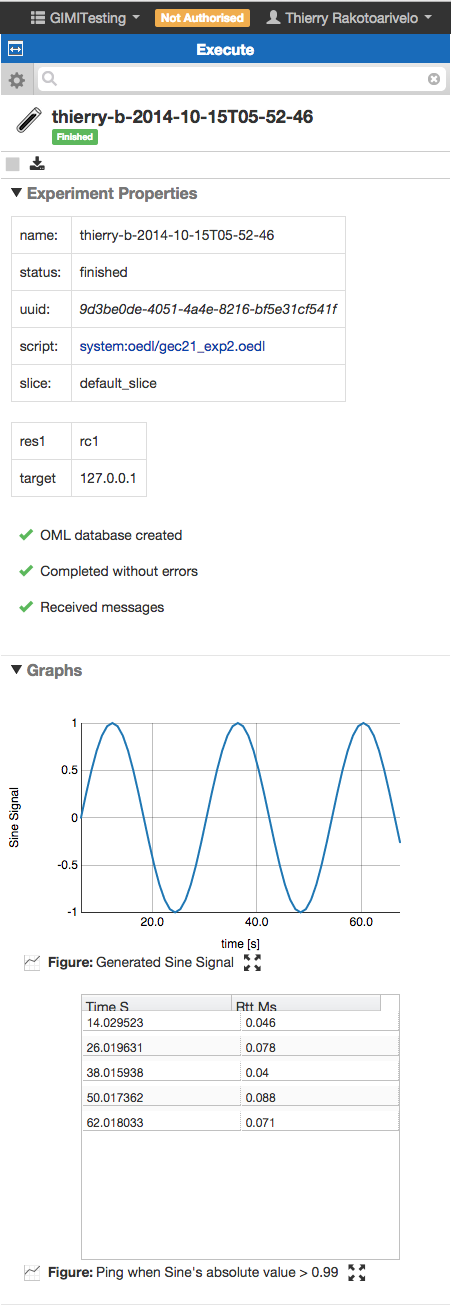 GIMITesting Not Authorised Thierry Rakotoarivelo
Execute
thierry-b-2014-10-15T05-52-46
Finished
Experiment Properties
name: thierry-b-2014-10-15T05-52-46
status: finished
uuid: 9d3be0de-4051-4a4e-8216-bf5e31cf541f
script: system:oedl/gec21_exp2.oedl
slice: default_slice
res1 rc1
target 127.0.0.1
OML database created
Completed without errors
Received messages
Graphs
1
0.5
0
-0.5
-1
Sine Signal
20.0 40.0 60.0
time [s]
Figure: Generated Sine Signal
Time S Rtt Ms
14.029523 0.046
26.019631 0.078
38.015938 0.04
50.017362 0.088
62.018033 0.071
Figure: Ping when Sine's absolute value > 0.99